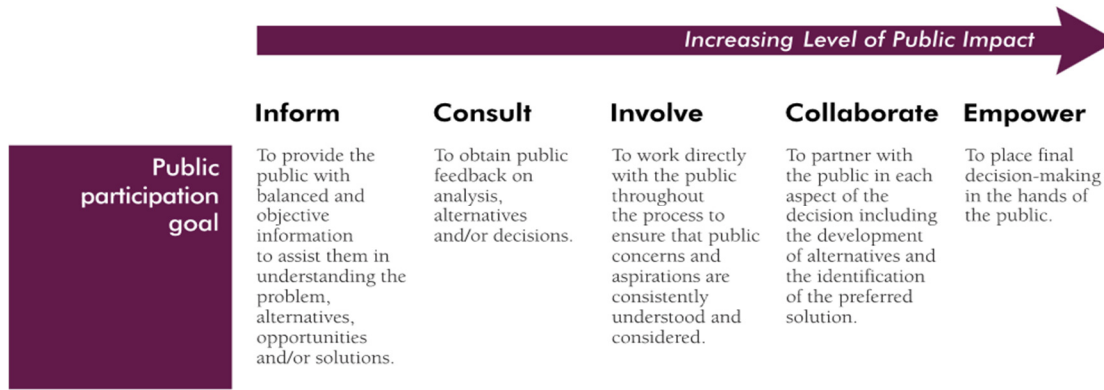 Increasing Level of Public Impact
Inform
Consult
Involve
Collaborate
Empower
Public
participation
goal
To provide the
public with
balanced and
objective
information
to assist them in
understanding the
problem,
alternatives,
opportunities
and/or solutions.
To obtain public
feedback on
analysis,
alternatives
and/or decisions.
To work directly
with the public
throughout
the process to
ensure that public
concerns and
aspirations are
consistently
understood and
considered.
To partner with
the public in each
aspect of the
decision including
the development
of alternatives and
the identification
of the preferred
solution.
To place final
decision-making
in the hands of
the public.